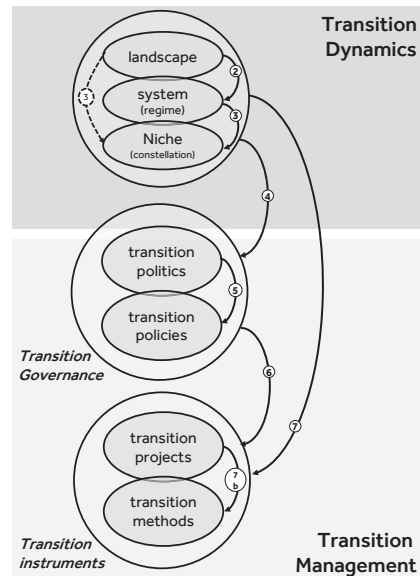 Transition
Dynamics
landscape
2
system
(regime)
3
3
Niche
(constellation)
4
transition
politics
5
transition
policies
Transition
Governance
6
7
transition
projects
7
b
transition
methods
Transition
instruments
Transition
Management